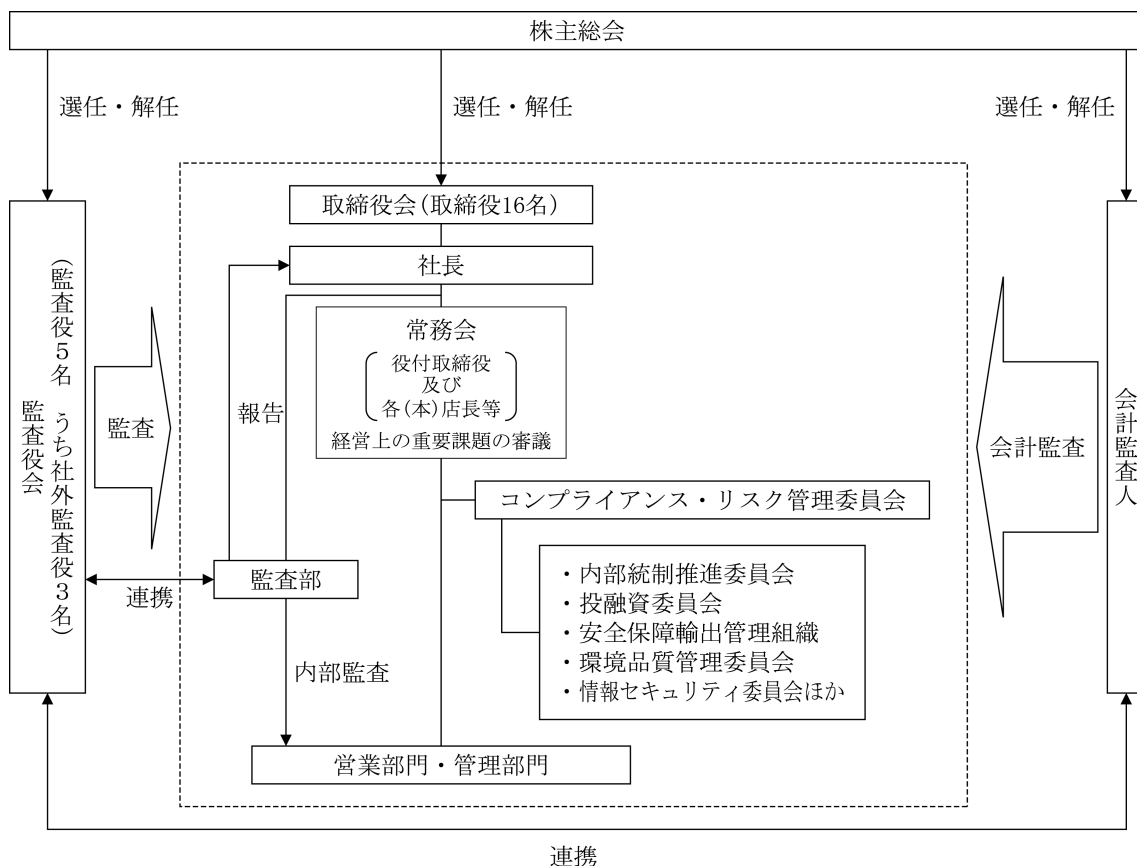 株主総会
選任・解任
選任・解任
選任・解任
取締役会(取締役16名)
社長
常務会
役付取締役
及び
各(本)店長等
経営上の重要課題の審議
報告
監査役会
(監査役5名　うち社外監査役3名)
監査
会計監査
会計監査人
コンプライアンス・リスク管理委員会
監査部
連携
・内部統制推進委員会
・投融資委員会
・安全保障輸出管理組織
・環境品質管理委員会
・情報セキュリティ委員会ほか
内部監査
営業部門・管理部門
連携